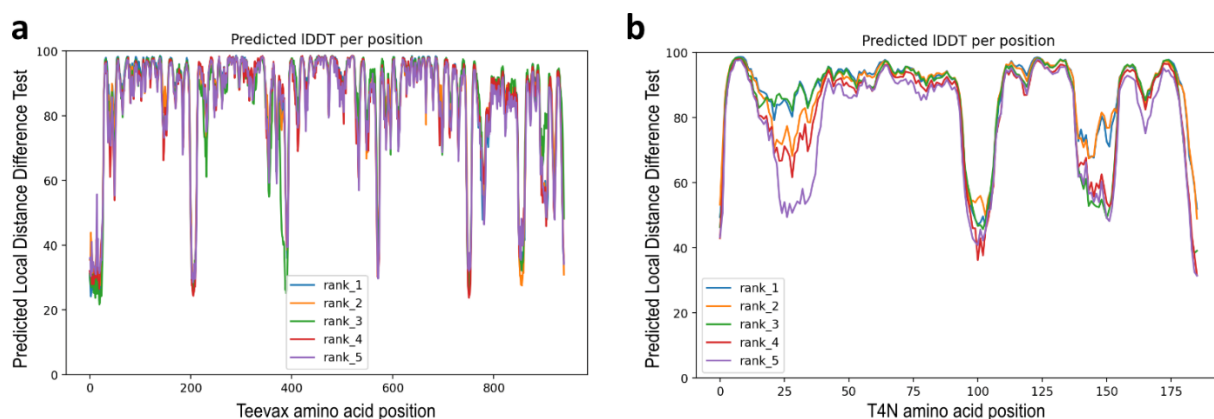 a
Predicted lDDT per position
Predicted Local Distance Difference Test
100
80
60
40
20
0
rank_1
rank_2
rank_3
rank_4
rank_5
0 200 400 600 800
Teevax amino acid position
b
Predicted lDDT per position
Predicted Local Distance Difference Test
100
80
60
40
20
0
rank_1
rank_2
rank_3
rank_4
rank_5
0 25 50 75 100 125 150 175
T4N amino acid position